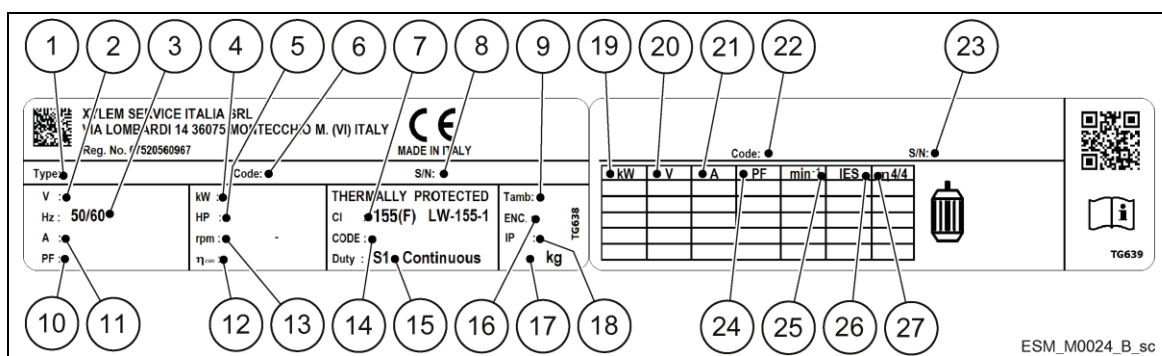 1 2 3 4 5 6 7 8 9 19 20 21 22 23
XYLEM SERVICE ITALIA SRL
VIA LOMBARDI 14 36075 MONTECCHIO M. (VI) ITALY
Reg. No 07520560967
CE
MADE IN ITALY
Type: Code: S/N:
V :
Hz : 50/60
A :
PF :
kW :
HP :
rpm : -
η :
THERMALLY PROTECTED
Cl 155(F) LW-155-1
CODE :
Duty : S1 Continuous
Tamb:
ENC.
IP :
kg
TG638
Code: S/N:
kW V A PF min⁻¹ IES η4/4
i
TG639
10 11 12 13 14 15 16 17 18 24 25 26 27
ESM_M0024_B_sc